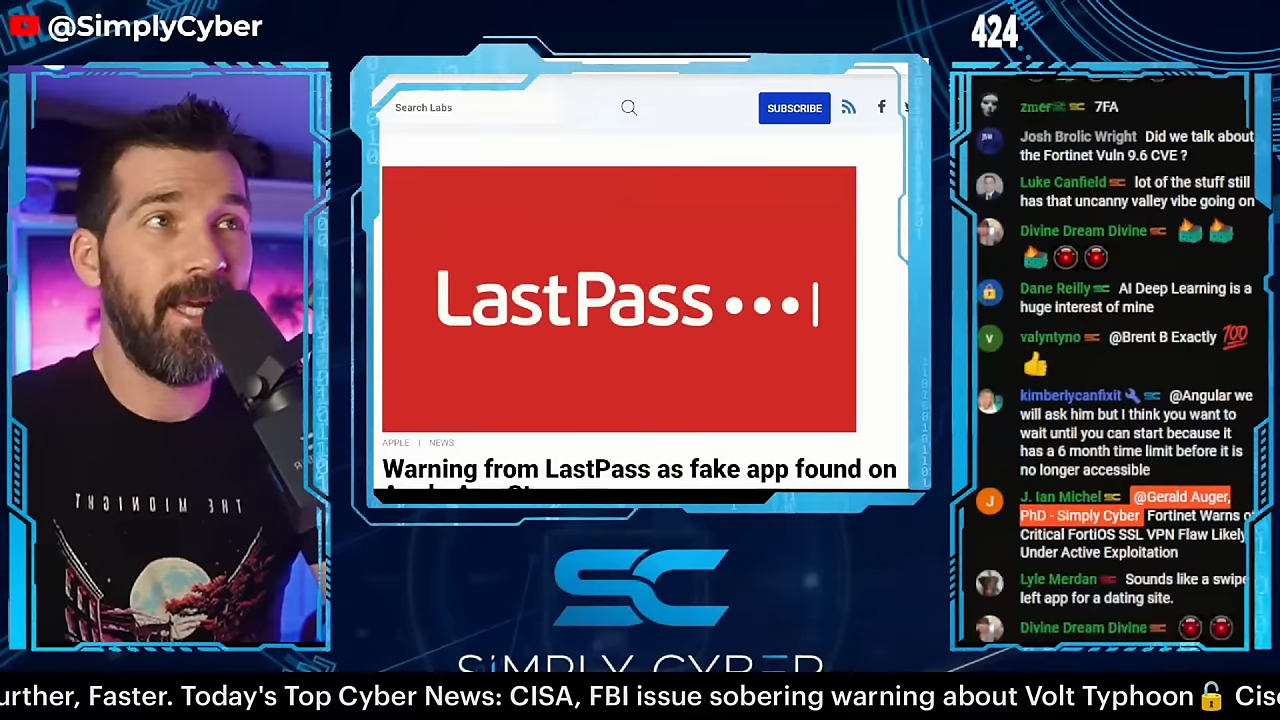 @SimplyCyber
424
Search Labs
SUBSCRIBE
LastPass
APPLE | NEWS
Warning from LastPass as fake app found on
THE MIDNIGHT
zmer 7FA
Josh Brolic Wright Did we talk about
the Fortinet Vuln 9.6 CVE ?
Luke Canfield lot of the stuff still
has that uncanny valley vibe going on
Divine Dream Divine
Dane Reilly AI Deep Learning is a
huge interest of mine
valyntyno @Brent B Exactly 💯
👍
kimberlycanfixit @Angular we
will ask him but I think you want to
wait until you can start because it
has a 6 month time limit before it is
no longer accessible
J. Ian Michel @Gerald Auger,
PhD - Simply Cyber Fortinet Warns of
Critical FortiOS SSL VPN Flaw Likely
Under Active Exploitation
Lyle Merdan Sounds like a swipe
left app for a dating site.
Divine Dream Divine
SC
SIMPLY CYBER
urther, Faster. Today's Top Cyber News: CISA, FBI issue sobering warning about Volt Typhoon🔓 Cisc